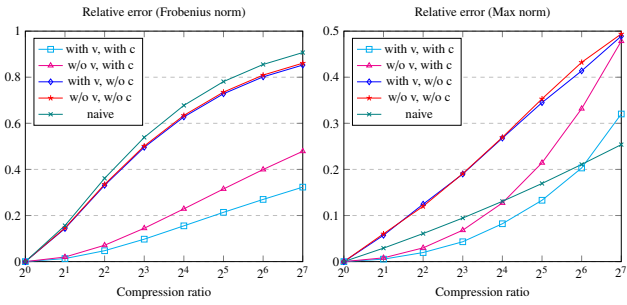 Relative error (Frobenius norm)
1
0.8
0.6
0.4
0.2
0
with v, with c
w/o v, with c
with v, w/o c
w/o v, w/o c
naive
2^0 2^1 2^2 2^3 2^4 2^5 2^6 2^7
Compression ratio
Relative error (Max norm)
0.5
0.4
0.3
0.2
0.1
0
with v, with c
w/o v, with c
with v, w/o c
w/o v, w/o c
naive
2^0 2^1 2^2 2^3 2^4 2^5 2^6 2^7
Compression ratio